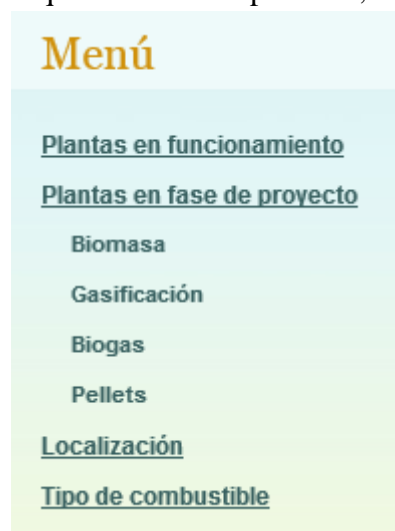 Menú
Plantas en funcionamiento
Plantas en fase de proyecto
Biomasa
Gasificación
Biogas
Pellets
Localización
Tipo de combustible